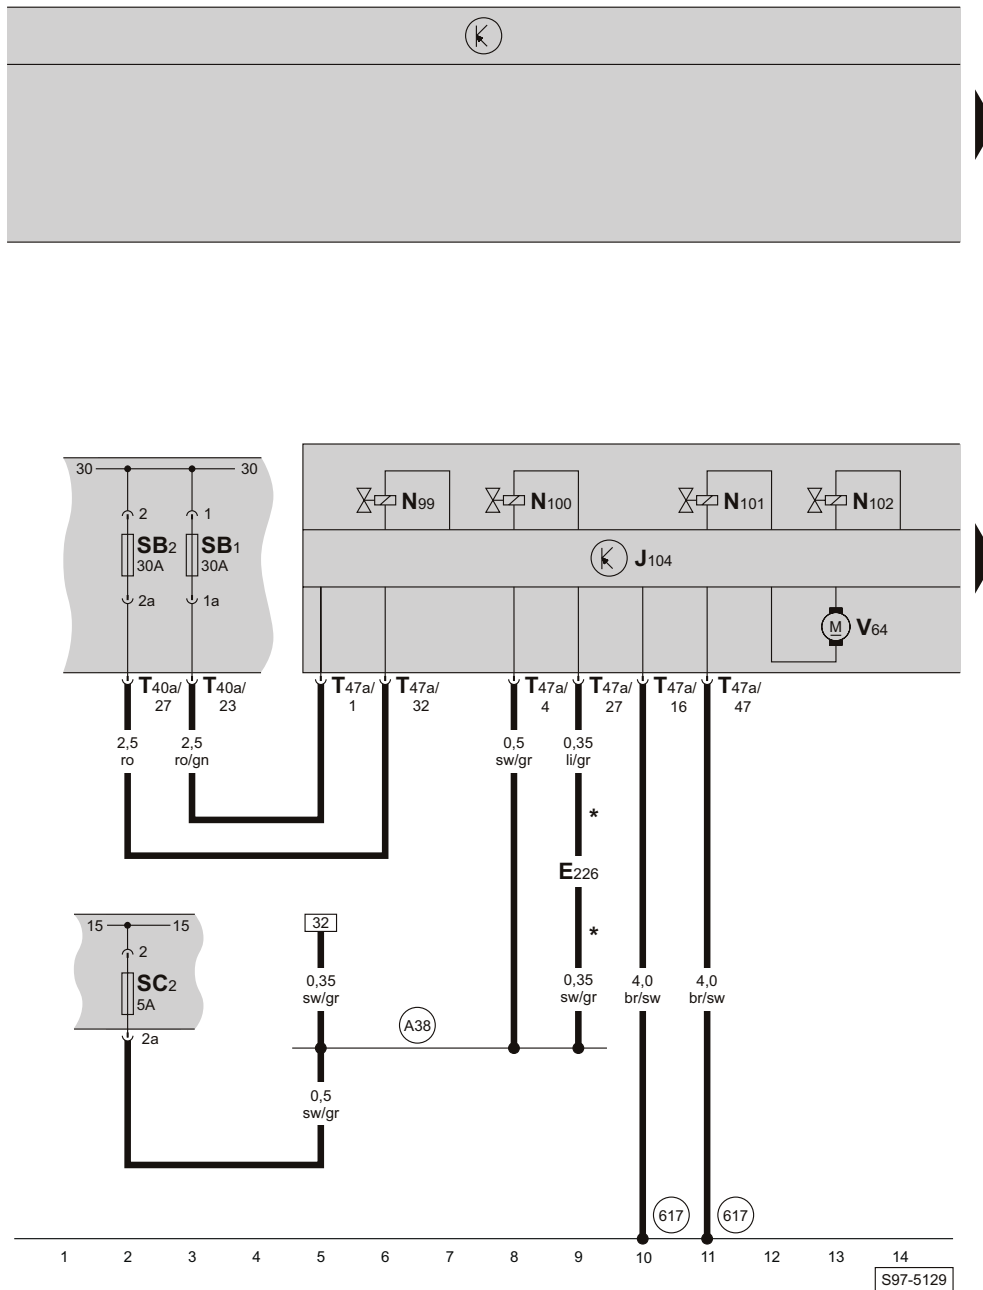 30 30
N99 N100 N101 N102
2 1
SB2 SB1
30A 30A
J104
2a 1a
M V64
T40a/ T40a/ T47a/ T47a/ T47a/ T47a/ T47a/ T47a/
27 23 1 32 4 27 16 47
2,5 2,5 0,5 0,35
ro ro/gn sw/gr li/gr
*
E226
15 15 32
*
2
SC2
5A
0,35 0,35 4,0 4,0
sw/gr sw/gr br/sw br/sw
A38
2a
0,5
sw/gr
617 617
1 2 3 4 5 6 7 8 9 10 11 12 13 14
S97-5129